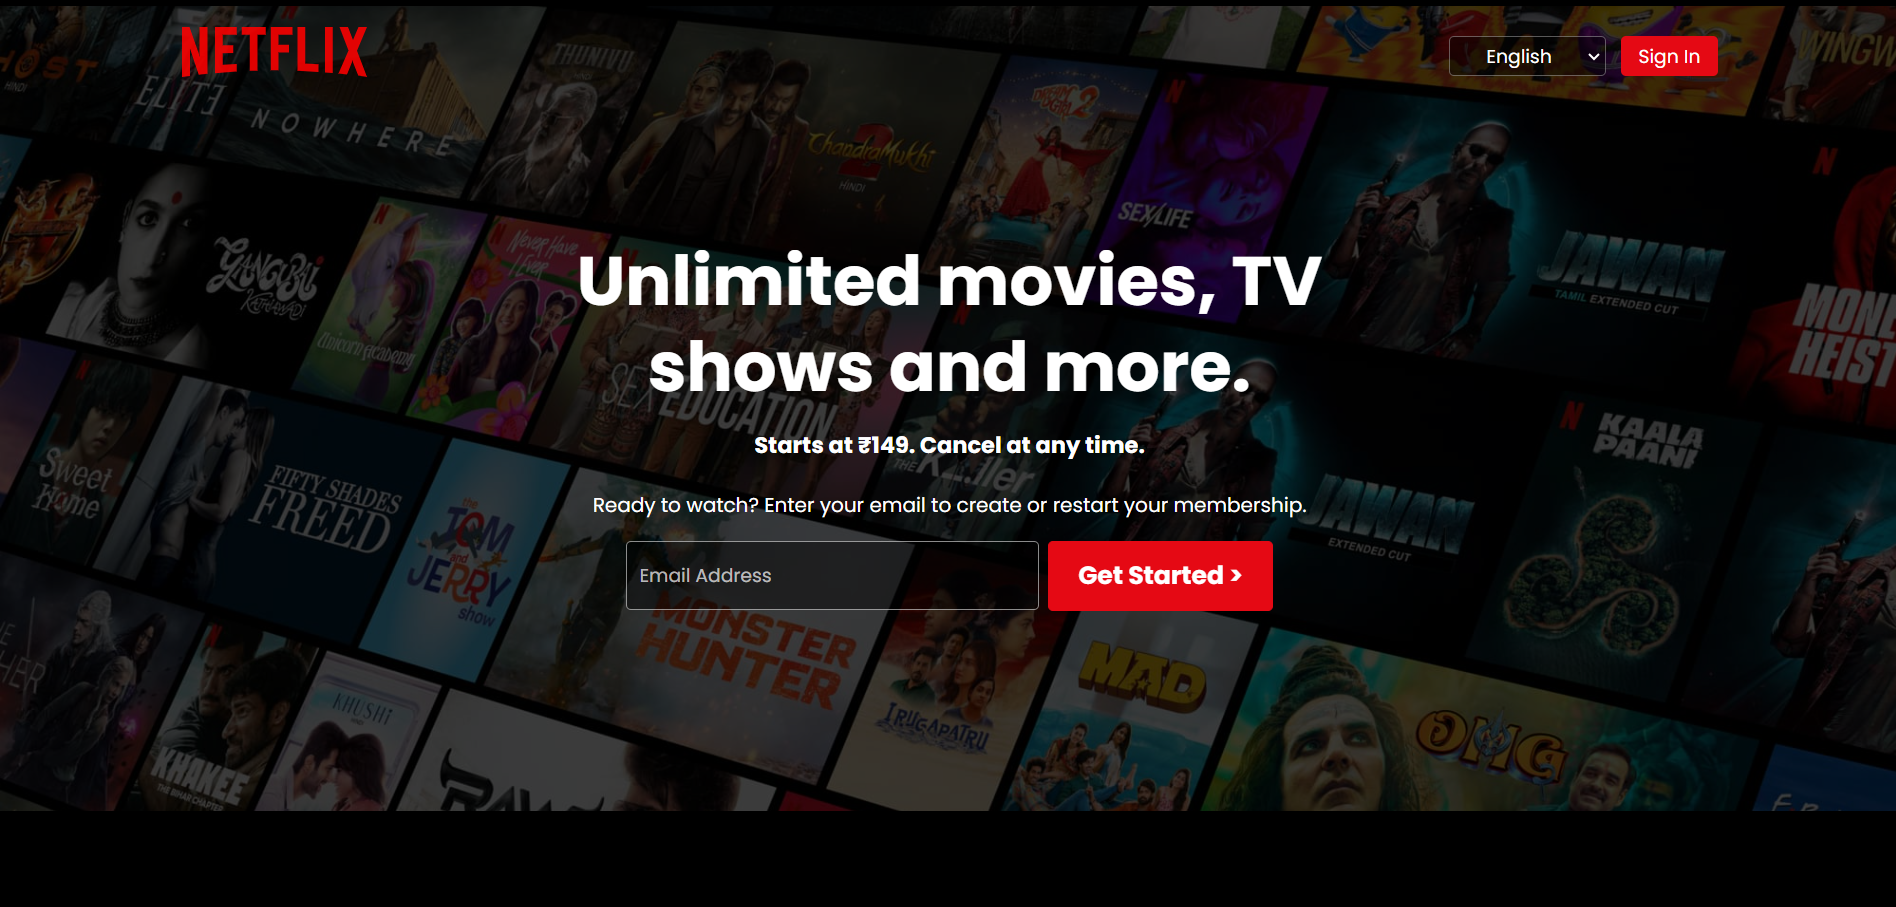 NETFLIX
English
Sign In
HOST
HINDI
ELITE
NOWHERE
THUNIVU
ChandraMukhi
2
HINDI
DREAM GIRL 2
SEX/LIFE
WINGW
GANGUBAI
KATHIAWADI
Unicorn Academy
Never Have
I Ever
JAWAN
TAMIL EXTENDED CUT
MONE
HEIST
Unlimited movies, TV
shows and more.
SEX EDUCATION
Starts at ₹149. Cancel at any time.
THE
KAALA
PAANI
Sweet
Home
FIFTY SHADES
FREED
Ready to watch? Enter your email to create or restart your membership.
the
TOM
and
JERRY
show
JAWAN
EXTENDED CUT
Email Address
Get Started >
MONSTER
HUNTER
MAD
IRUGAPATRU
OMG
KHUSHI
KHAKEE
THE BIHAR CHAPTER